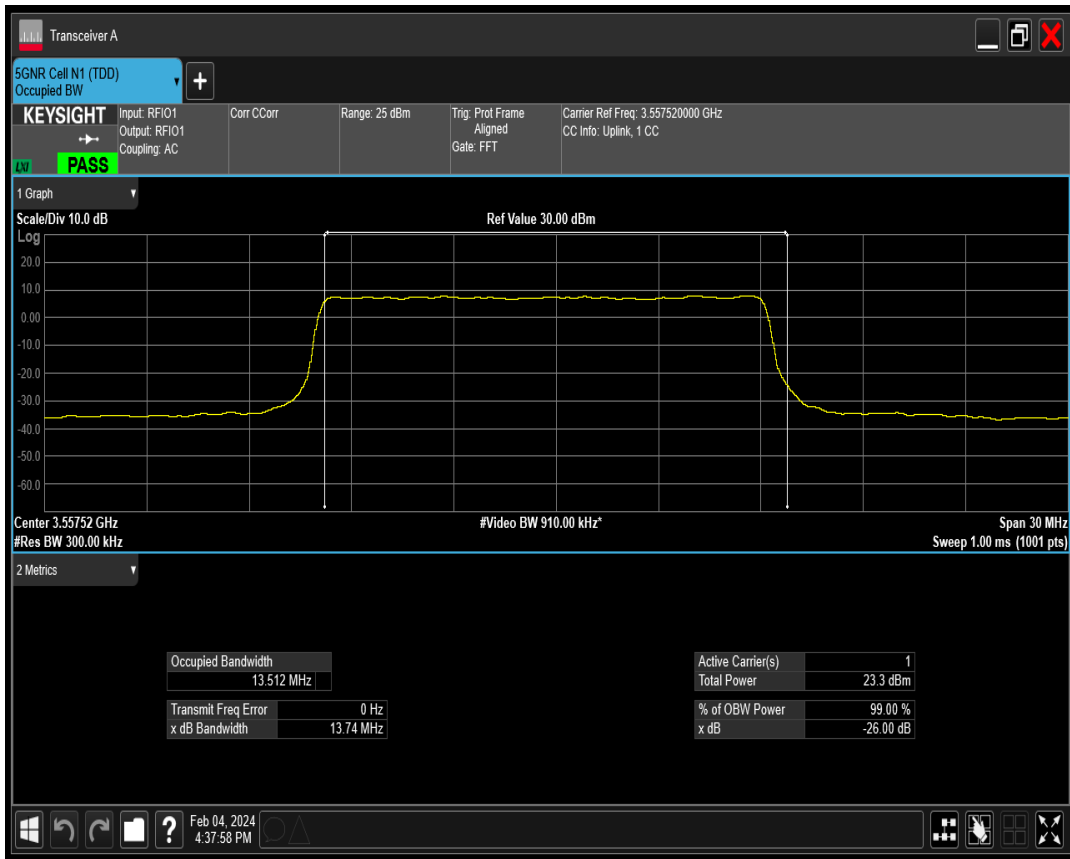 Transceiver A
5GNR Cell N1 (TDD)
Occupied BW
+
KEYSIGHT
LXI
PASS
Input: RFIO1
Output: RFIO1
Coupling: AC
Corr CCorr
Range: 25 dBm
Trig: Prot Frame
Aligned
Gate: FFT
Carrier Ref Freq: 3.557520000 GHz
CC Info: Uplink, 1 CC
1 Graph
Scale/Div 10.0 dB
Ref Value 30.00 dBm
Log
20.0
10.0
0.00
-10.0
-20.0
-30.0
-40.0
-50.0
-60.0
Center 3.55752 GHz
#Video BW 910.00 kHz*
Span 30 MHz
#Res BW 300.00 kHz
Sweep 1.00 ms (1001 pts)
2 Metrics
Occupied Bandwidth
13.512 MHz
Transmit Freq Error 0 Hz
x dB Bandwidth 13.74 MHz
Active Carrier(s) 1
Total Power 23.3 dBm
% of OBW Power 99.00 %
x dB -26.00 dB
?
Feb 04, 2024
4:37:58 PM